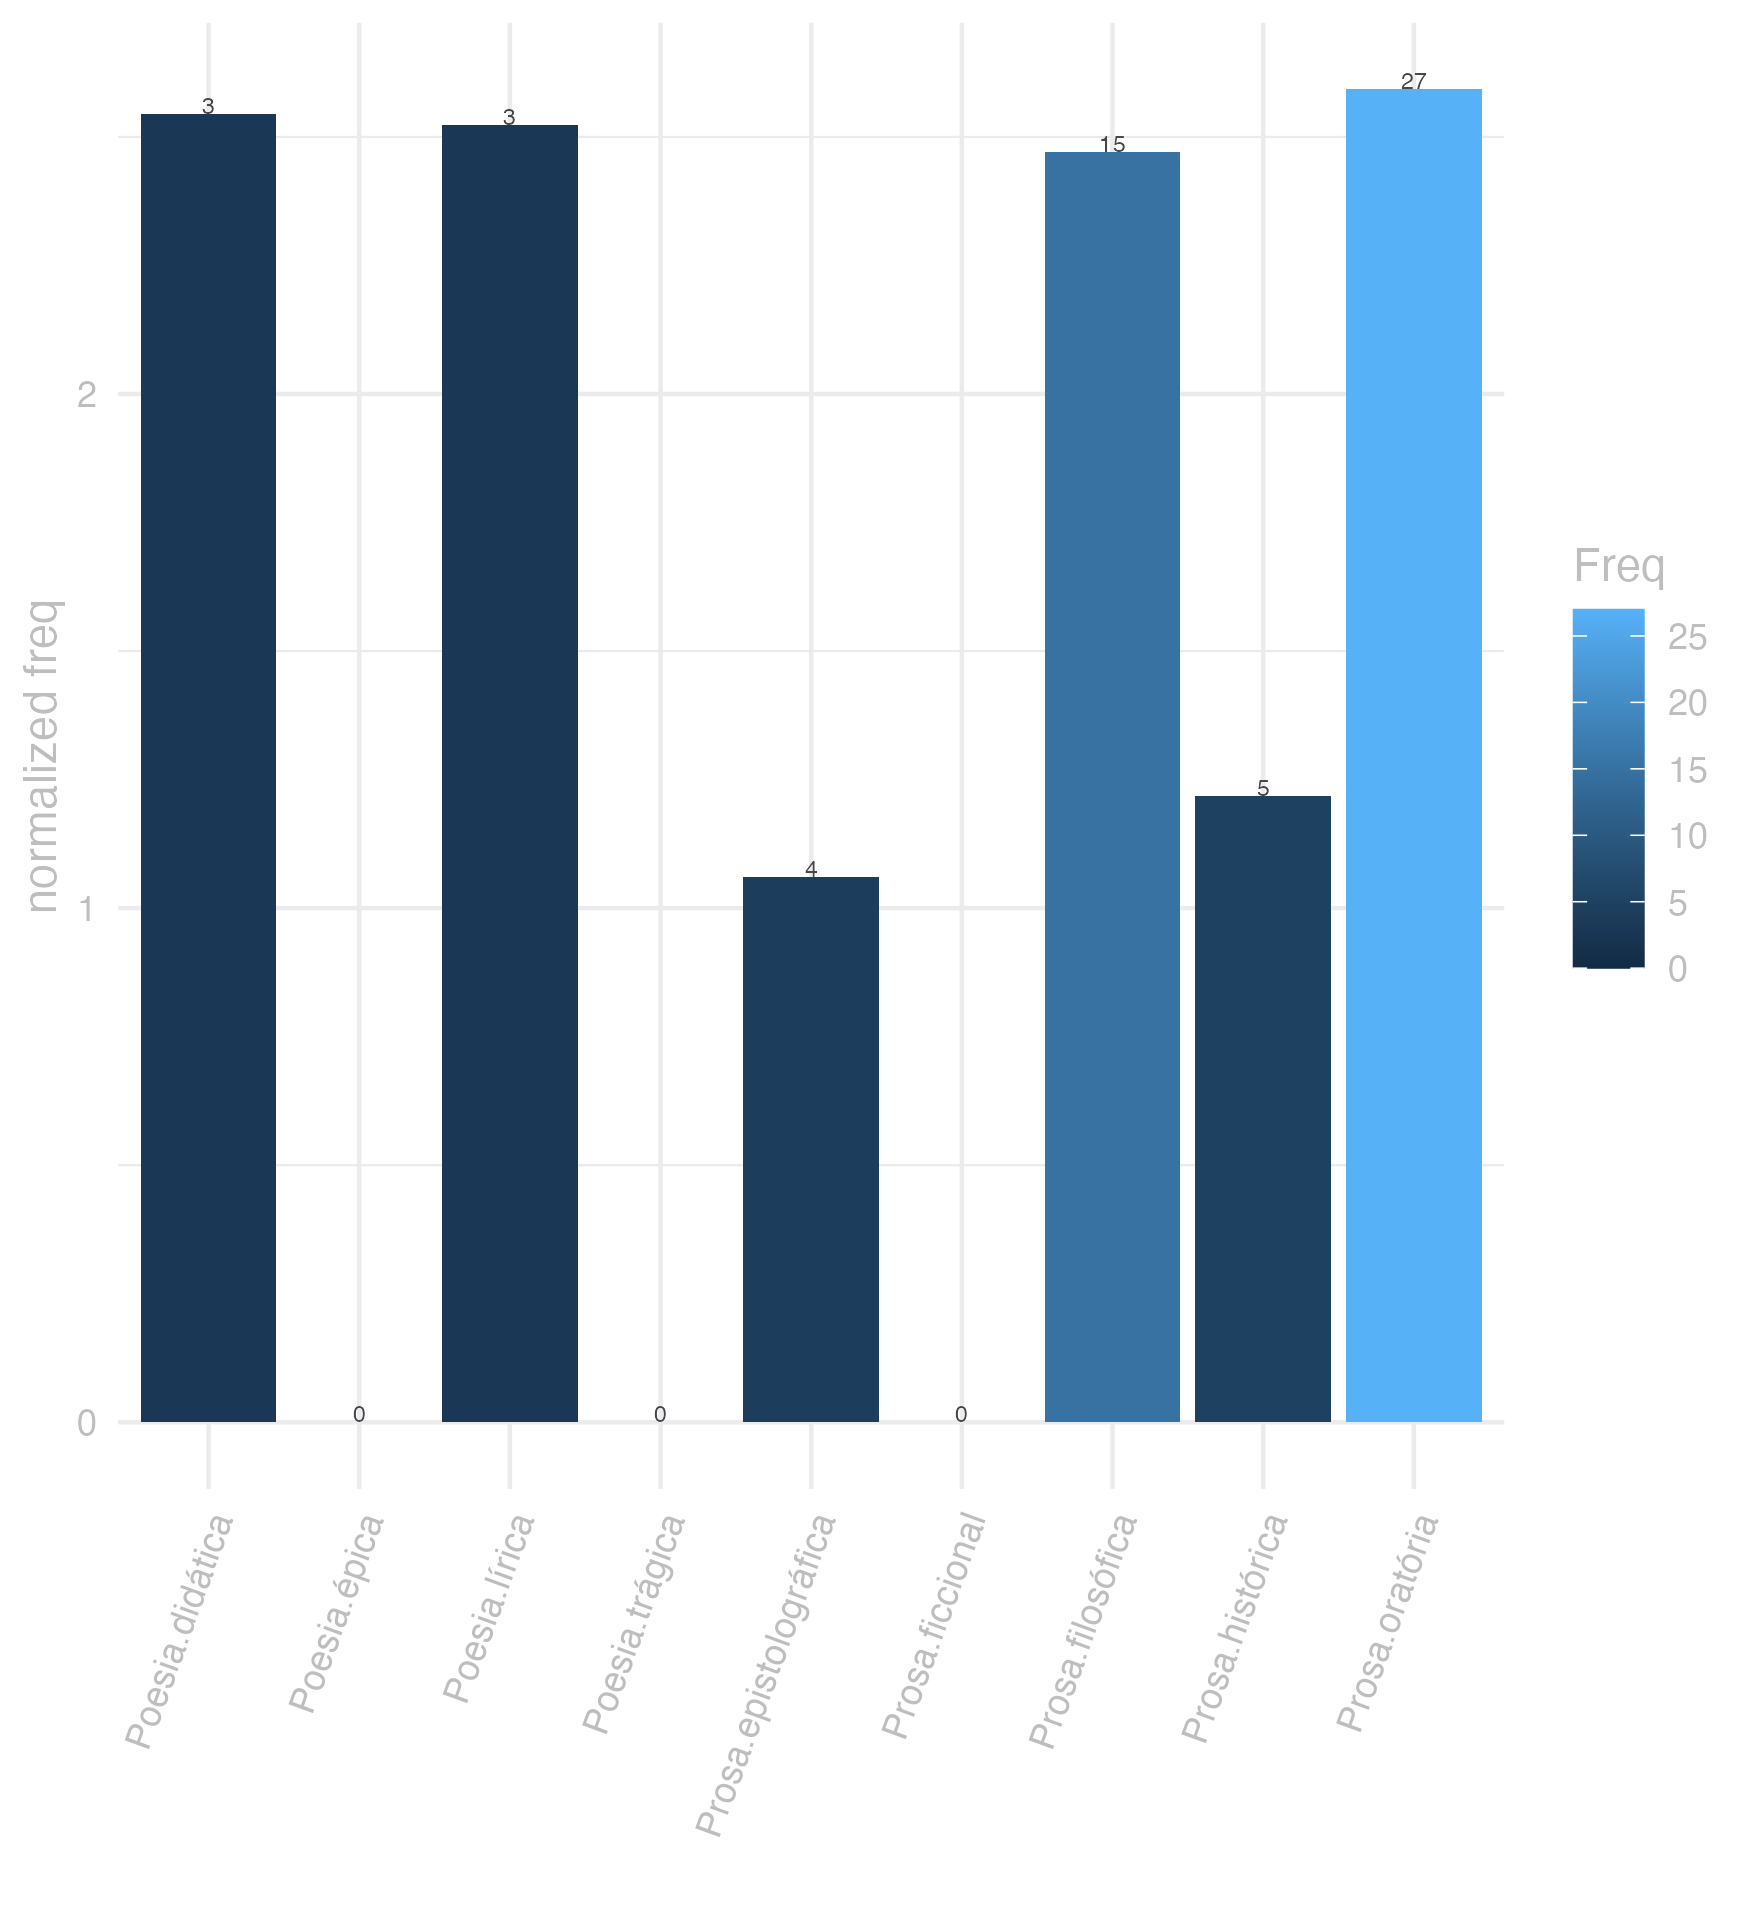 normalized freq
2
1
0
3
0
3
0
4
0
15
5
27
Poesia.didática
Poesia.épica
Poesia.lírica
Poesia.trágica
Prosa.epistolográfica
Prosa.ficcional
Prosa.filosófica
Prosa.histórica
Prosa.oratória
Freq
25
20
15
10
5
0